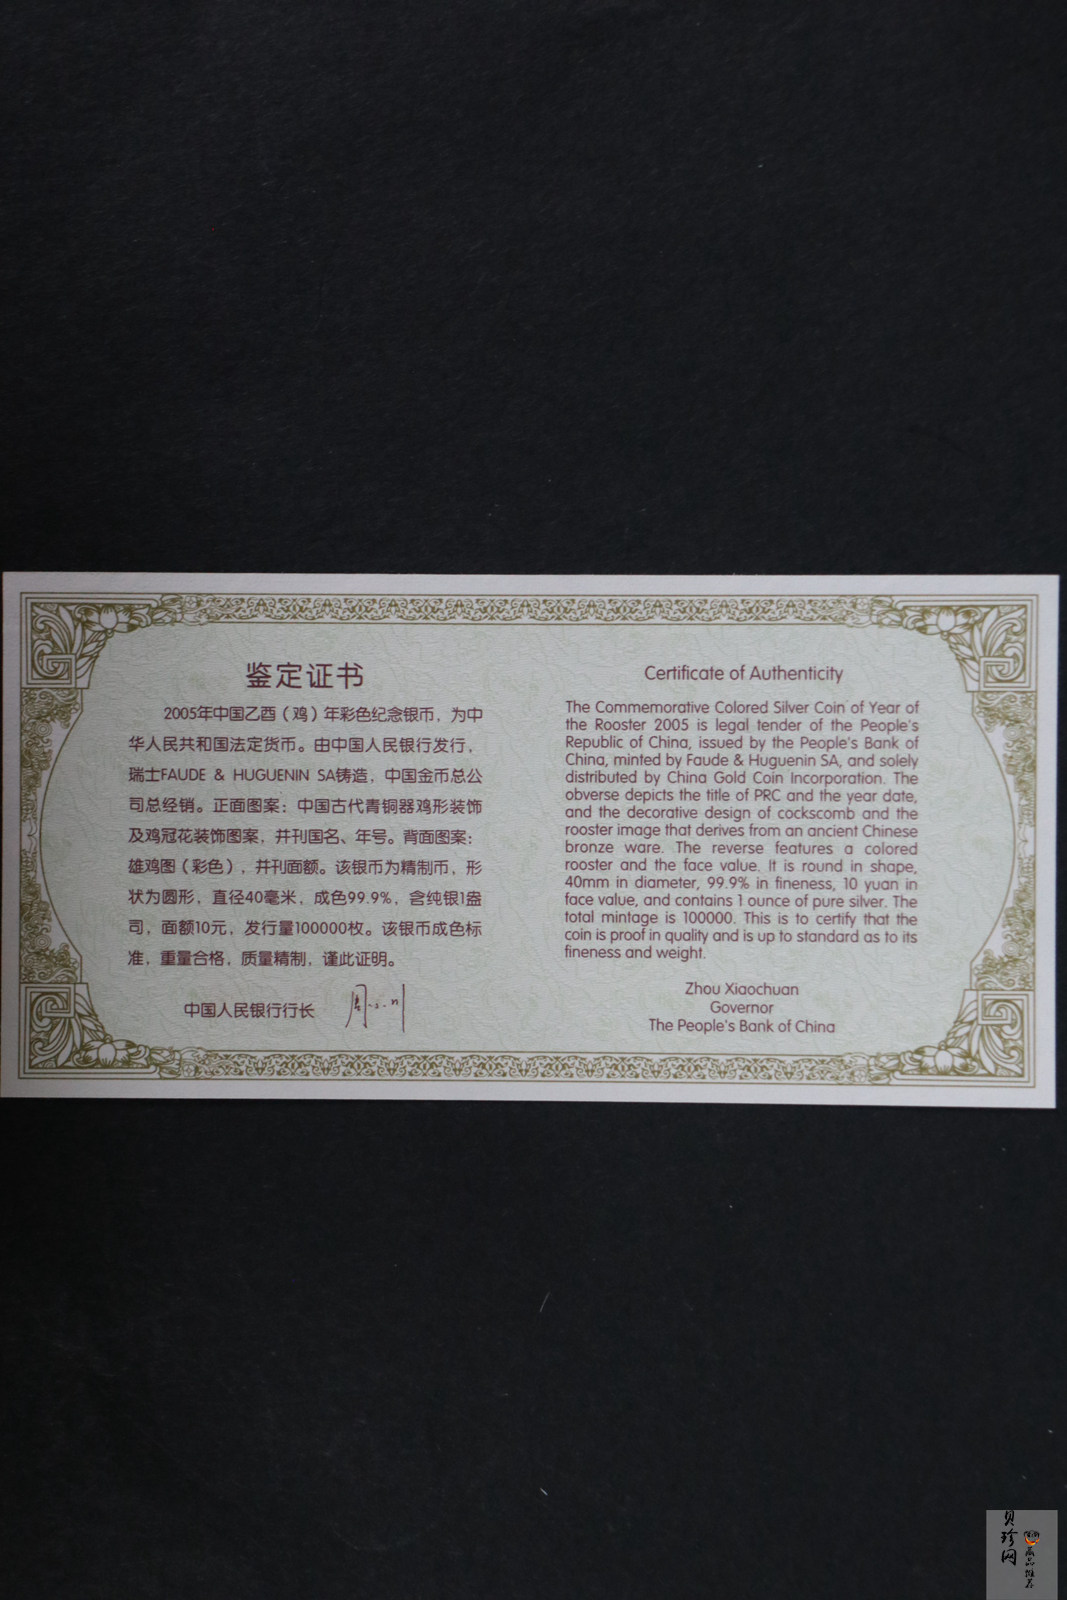 鉴定证书
2005年中国乙酉（鸡）年彩色纪念银币，为中
华人民共和国法定货币。由中国人民银行发行，
瑞士FAUDE & HUGUENIN SA铸造，中国金币总公
司总经销。正面图案：中国古代青铜器鸡形装饰
及鸡冠花装饰图案，并刊国名、年号。背面图案：
雄鸡图（彩色），并刊面额。该银币为精制币，形
状为圆形，直径40毫米，成色99.9%，含纯银1盎
司，面额10元，发行量100000枚。该银币成色标
准，重量合格，质量精制，谨此证明。
中国人民银行行长
Certificate of Authenticity
The Commemorative Colored Silver Coin of Year of
the Rooster 2005 is legal tender of the People's
Republic of China, issued by the People's Bank of
China, minted by Faude & Huguenin SA, and solely
distributed by China Gold Coin Incorporation. The
obverse depicts the title of PRC and the year date,
and the decorative design of cockscomb and the
rooster image that derives from an ancient Chinese
bronze ware. The reverse features a colored
rooster and the face value. It is round in shape,
40mm in diameter, 99.9% in fineness, 10 yuan in
face value, and contains 1 ounce of pure silver. The
total mintage is 100000. This is to certify that the
coin is proof in quality and is up to standard as to its
fineness and weight.
Zhou Xiaochuan
Governor
The People's Bank of China
贝珍网